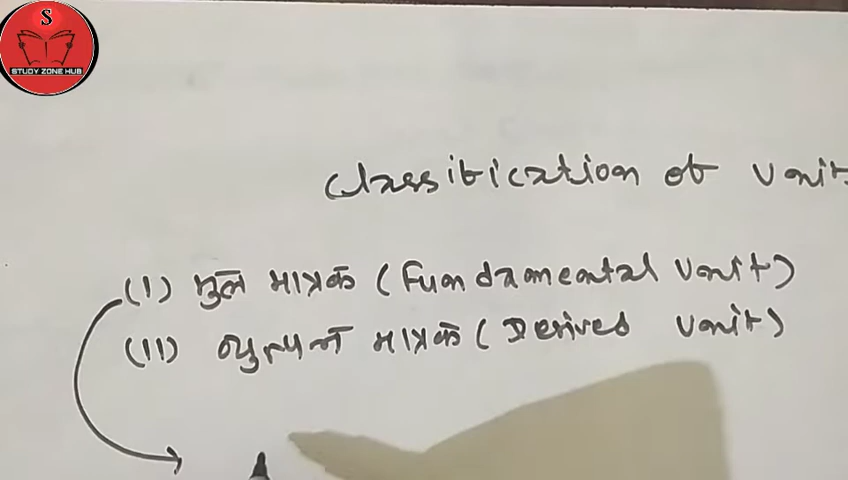 S
STUDY ZONE HUB
Classification of Unit
(I) मुल मात्रक (Fundamental Unit)
(II) व्युत्पन्न मात्रक (Derived Unit)